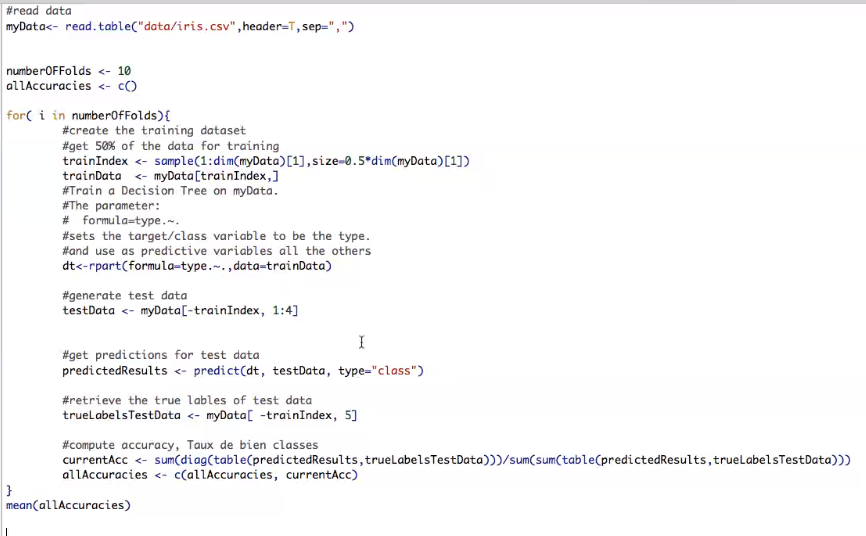 #read data
myData<- read.table("data/iris.csv",header=T,sep=",")
numberOFFolds <- 10
allAccuracies <- c()
for( i in numberOfFolds){
#create the training dataset
#get 50% of the data for training
trainIndex <- sample(1:dim(myData)[1],size=0.5*dim(myData)[1])
trainData  <- myData[trainIndex,]
#Train a Decision Tree on myData.
#The parameter:
#  formula=type.~.
#sets the target/class variable to be the type.
#and use as predictive variables all the others
dt<-rpart(formula=type.~.,data=trainData)
#generate test data
testData <- myData[-trainIndex, 1:4]
#get predictions for test data
predictedResults <- predict(dt, testData, type="class")
#retrieve the true lables of test data
trueLabelsTestData <- myData[ -trainIndex, 5]
#compute accuracy, Taux de bien classes
currentAcc <- sum(diag(table(predictedResults,trueLabelsTestData)))/sum(sum(table(predictedResults,trueLabelsTestData)))
allAccuracies <- c(allAccuracies, currentAcc)
}
mean(allAccuracies)